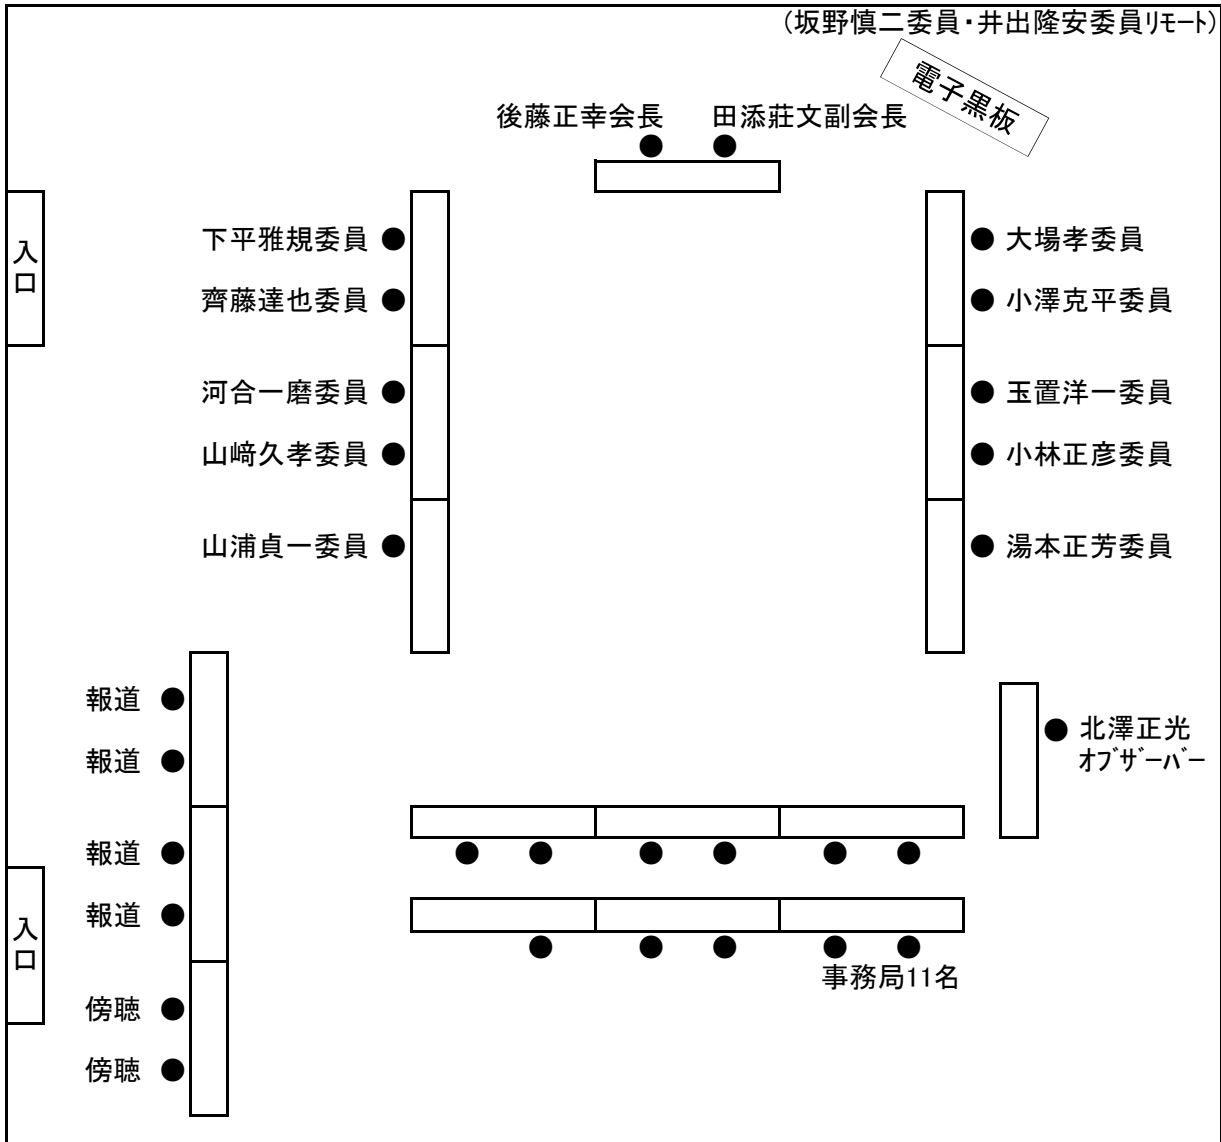 (坂野慎二委員・井出隆安委員ﾘﾓｰﾄ)
電子黒板
後藤正幸会長　田添莊文副会長
入口
下平雅規委員
大場孝委員
齊藤達也委員
小澤克平委員
河合一磨委員
玉置洋一委員
山﨑久孝委員
小林正彦委員
山浦貞一委員
湯本正芳委員
報道
北澤正光
ｵﾌﾞｻﾞｰﾊﾞｰ
報道
報道
報道
入口
事務局11名
傍聴
傍聴